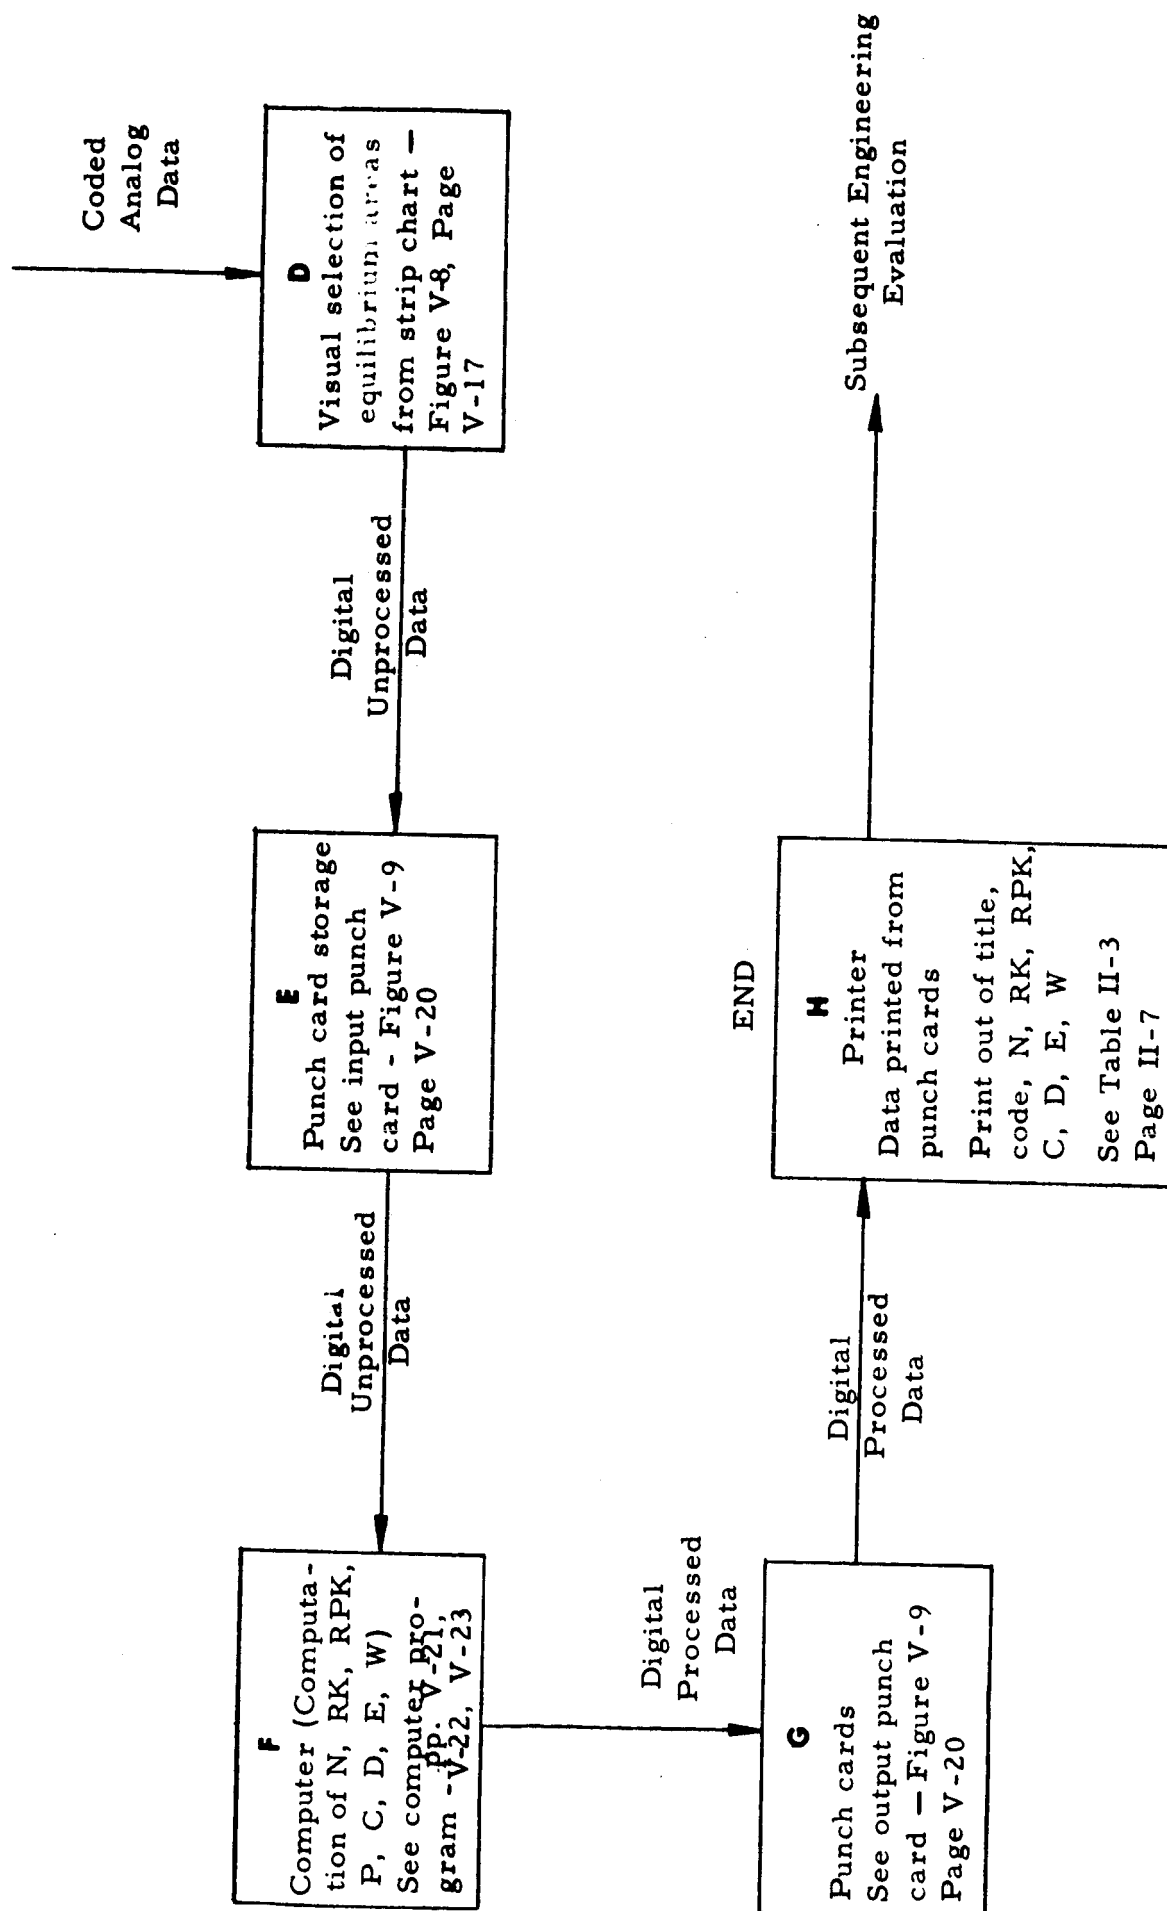 Coded
Analog
Data
D
Visual selection of
equilibrium areas
from strip chart —
Figure V-8, Page
V-17
Digital
Unprocessed
Data
E
Punch card storage
See input punch
card - Figure V-9
Page V-20
Digital
Unprocessed
Data
F
Computer (Computa-
tion of N, RK, RPK,
P, C, D, E, W)
See computer pro-
gram - pp. V-21,
V-22, V-23
Digital
Processed
Data
G
Punch cards
See output punch
card — Figure V-9
Page V-20
Digital
Processed
Data
END
H
Printer
Data printed from
punch cards
Print out of title,
code, N, RK, RPK,
C, D, E, W
See Table II-3
Page II-7
Subsequent Engineering
Evaluation